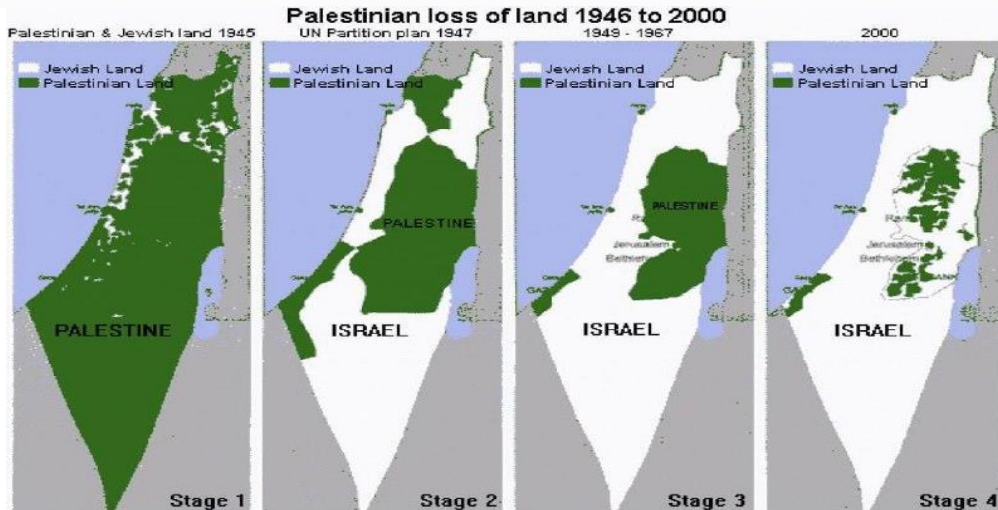 Palestinian loss of land 1946 to 2000
Palestinian & Jewish land 1945
Jewish Land
Palestinian Land
PALESTINE
Stage 1
UN Partition plan 1947
Jewish Land
Palestinian Land
PALESTINE
ISRAEL
Stage 2
1949 - 1967
Jewish Land
Palestinian Land
PALESTINE
Jerusalem
ISRAEL
Stage 3
2000
Jewish Land
Palestinian Land
Jerusalem
Bethlehem
ISRAEL
Stage 4